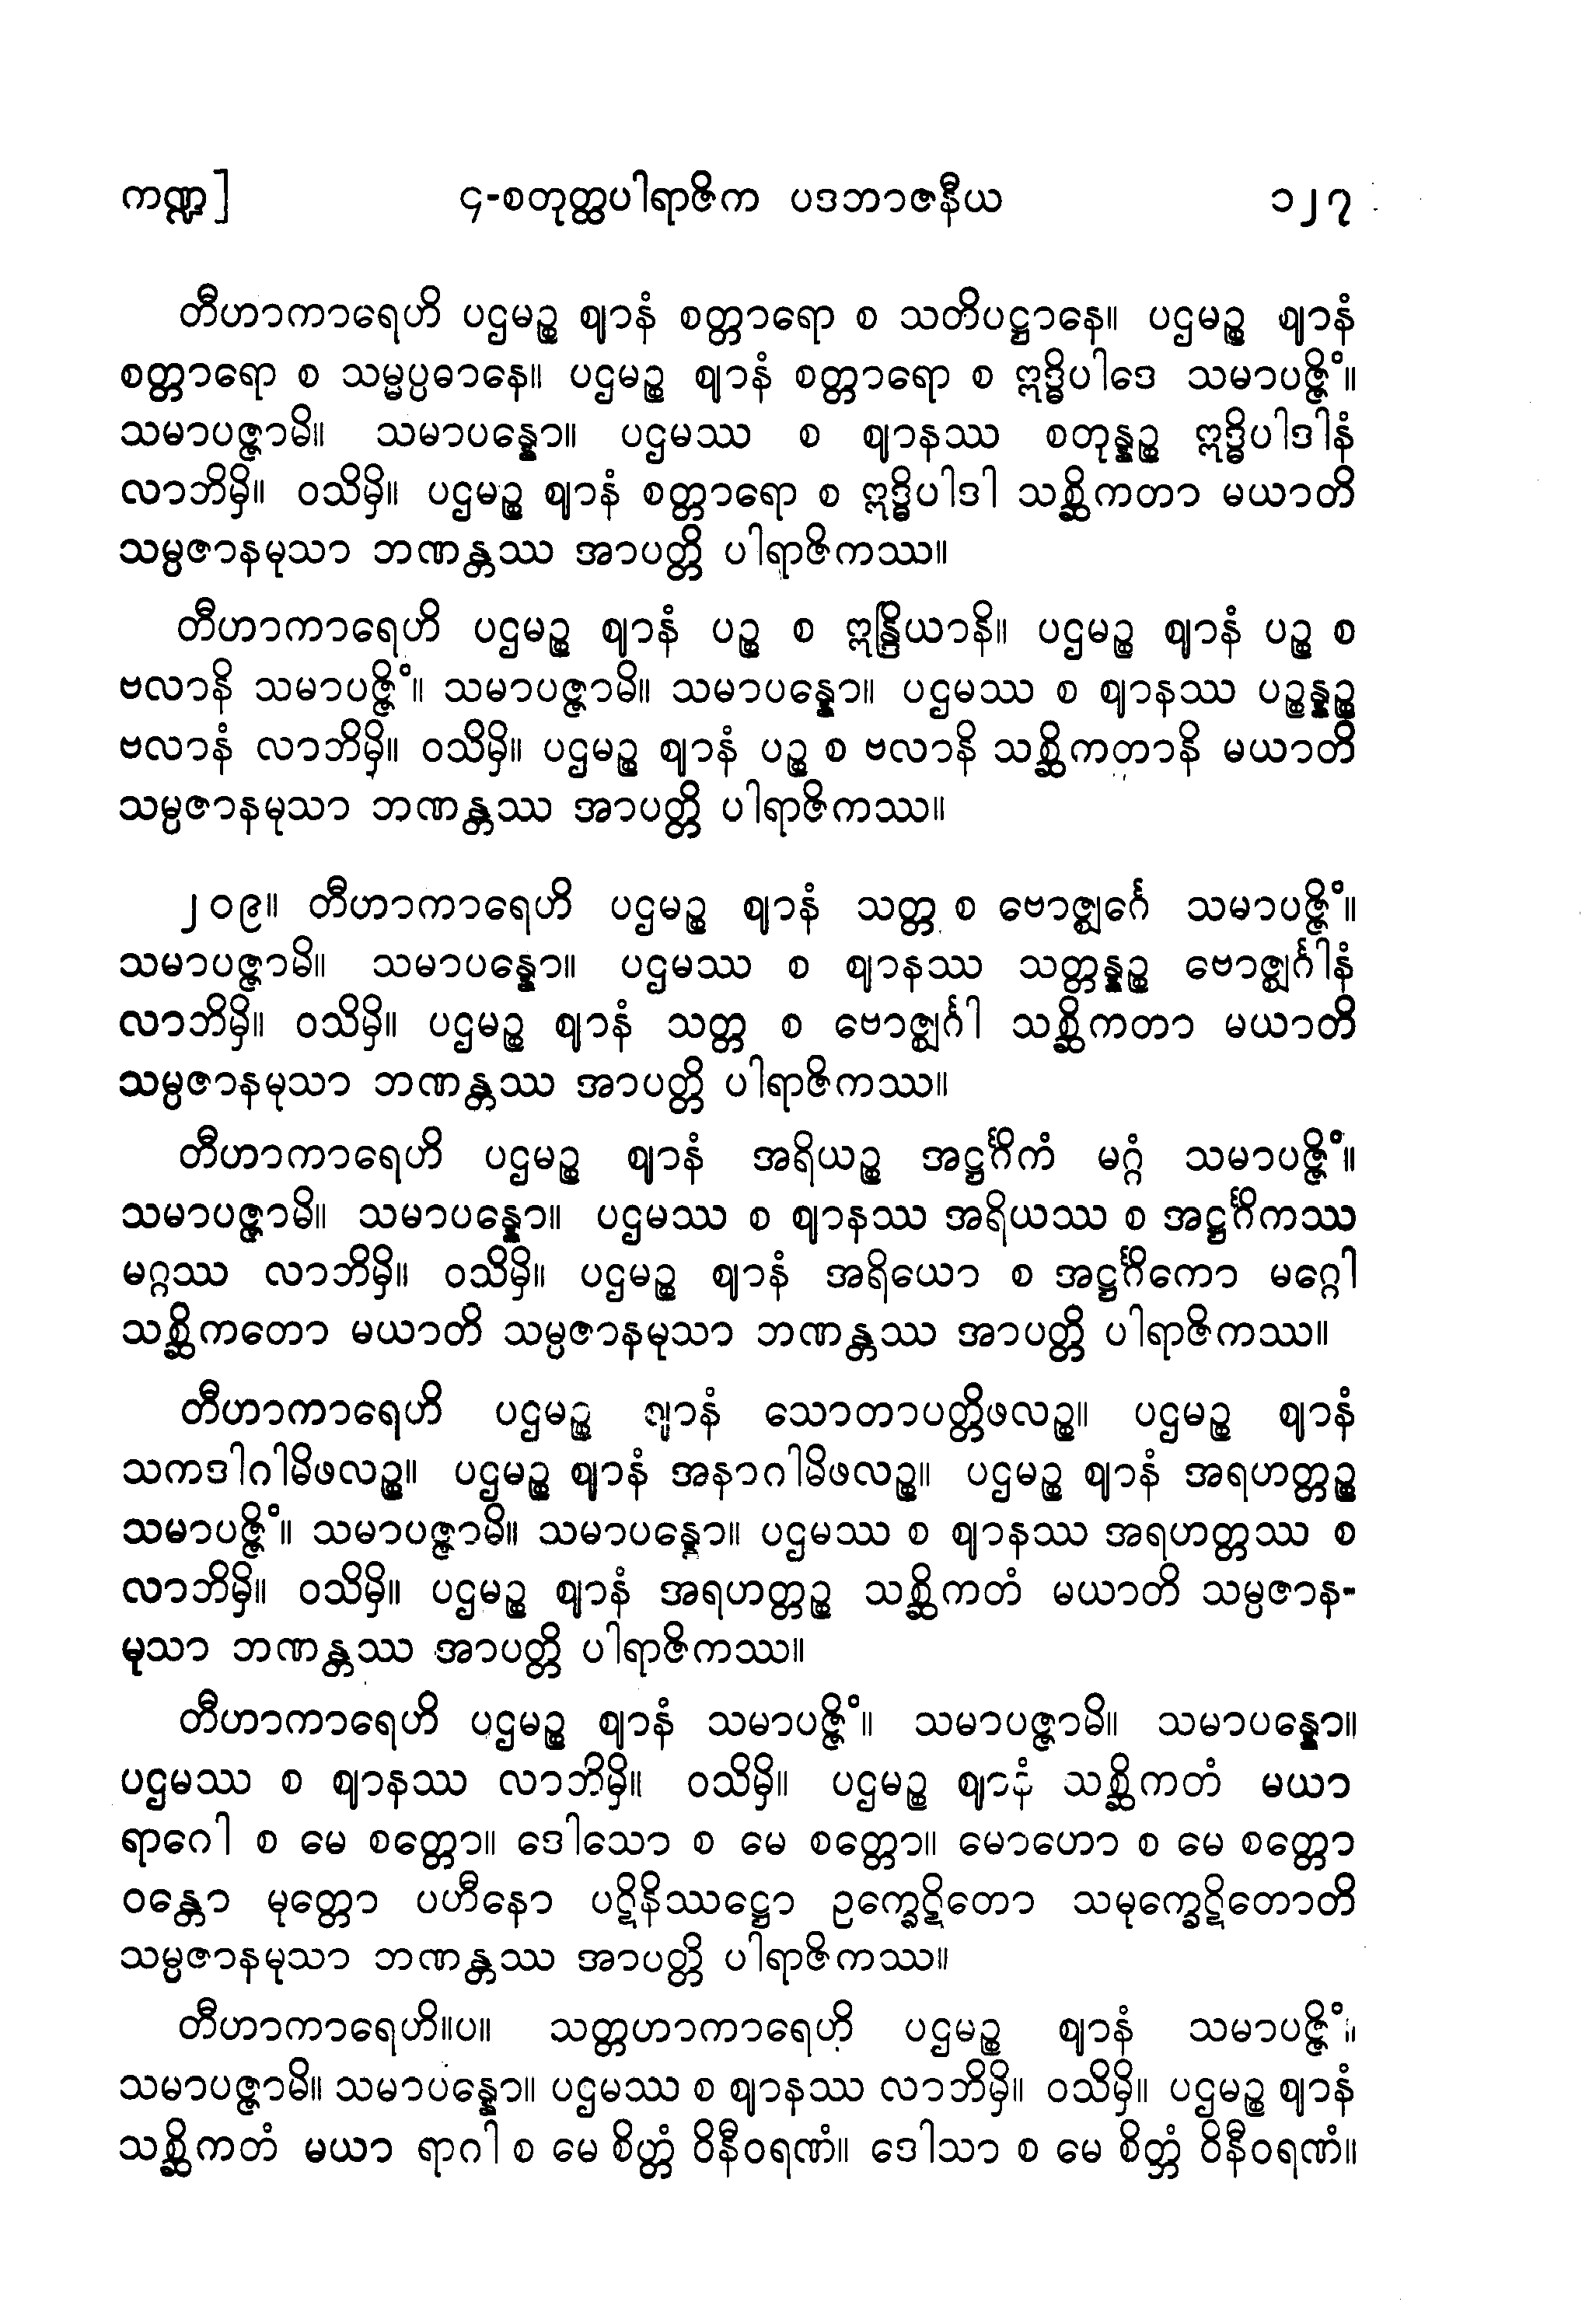 ကဏ္ဍ] ၄-စတုတ္ထပါရာဇိက ပဒဘာဇနီယ ၁၂၇
တီဟာကာရေဟိ ပဌမဉ္စ ဈာနံ စတ္တာရော စ သတိပဋ္ဌာနေ။ ပဌမဉ္စ ဈာနံ
စတ္တာရော စ သမ္မပ္ပဓာနေ။ ပဌမဉ္စ ဈာနံ စတ္တာရော စ ဣဒ္ဓိပါဒေ သမာပဇ္ဇိံ။
သမာပဇ္ဇာမိ။ သမာပန္နော။ ပဌမဿ စ ဈာနဿ စတုန္နဉ္စ ဣဒ္ဓိပါဒါနံ
လာဘိမှိ။ ဝသိမှိ။ ပဌမဉ္စ ဈာနံ စတ္တာရော စ ဣဒ္ဓိပါဒါ သစ္ဆိကတာ မယာတိ
သမ္ပဇာနမုသာ ဘဏန္တဿ အာပတ္တိ ပါရာဇိကဿ။
တီဟာကာရေဟိ ပဌမဉ္စ ဈာနံ ပဉ္စ စ ဣန္ဒြိယာနိ။ ပဌမဉ္စ ဈာနံ ပဉ္စ စ
ဗလာနိ သမာပဇ္ဇိံ။ သမာပဇ္ဇာမိ။ သမာပန္နော။ ပဌမဿ စ ဈာနဿ ပဉ္စန္နဉ္စ
ဗလာနံ လာဘိမှိ။ ဝသိမှိ။ ပဌမဉ္စ ဈာနံ ပဉ္စ စ ဗလာနိ သစ္ဆိကတာနိ မယာတိ
သမ္ပဇာနမုသာ ဘဏန္တဿ အာပတ္တိ ပါရာဇိကဿ။
၂၀၉။ တီဟာကာရေဟိ ပဌမဉ္စ ဈာနံ သတ္တ စ ဗောဇ္ဈင်္ဂေ သမာပဇ္ဇိံ။
သမာပဇ္ဇာမိ။ သမာပန္နော။ ပဌမဿ စ ဈာနဿ သတ္တန္နဉ္စ ဗောဇ္ဈင်္ဂါနံ
လာဘိမှိ။ ဝသိမှိ။ ပဌမဉ္စ ဈာနံ သတ္တ စ ဗောဇ္ဈင်္ဂါ သစ္ဆိကတာ မယာတိ
သမ္ပဇာနမုသာ ဘဏန္တဿ အာပတ္တိ ပါရာဇိကဿ။
တီဟာကာရေဟိ ပဌမဉ္စ ဈာနံ အရိယဉ္စ အဋ္ဌင်္ဂိကံ မဂ္ဂံ သမာပဇ္ဇိံ။
သမာပဇ္ဇာမိ။ သမာပန္နော။ ပဌမဿ စ ဈာနဿ အရိယဿ စ အဋ္ဌင်္ဂိကဿ
မဂ္ဂဿ လာဘိမှိ။ ဝသိမှိ။ ပဌမဉ္စ ဈာနံ အရိယော စ အဋ္ဌင်္ဂိကော မဂ္ဂေါ
သစ္ဆိကတော မယာတိ သမ္ပဇာနမုသာ ဘဏန္တဿ အာပတ္တိ ပါရာဇိကဿ။
တီဟာကာရေဟိ ပဌမဉ္စ ဈာနံ သောတာပတ္တိဖလဉ္စ။ ပဌမဉ္စ ဈာနံ
သကဒါဂါမိဖလဉ္စ။ ပဌမဉ္စ ဈာနံ အနာဂါမိဖလဉ္စ။ ပဌမဉ္စ ဈာနံ အရဟတ္တဉ္စ
သမာပဇ္ဇိံ။ သမာပဇ္ဇာမိ။ သမာပန္နော။ ပဌမဿ စ ဈာနဿ အရဟတ္တဿ စ
လာဘိမှိ။ ဝသိမှိ။ ပဌမဉ္စ ဈာနံ အရဟတ္တဉ္စ သစ္ဆိကတံ မယာတိ သမ္ပဇာန-
မုသာ ဘဏန္တဿ အာပတ္တိ ပါရာဇိကဿ။
တီဟာကာရေဟိ ပဌမဉ္စ ဈာနံ သမာပဇ္ဇိံ။ သမာပဇ္ဇာမိ။ သမာပန္နော။
ပဌမဿ စ ဈာနဿ လာဘိမှိ။ ဝသိမှိ။ ပဌမဉ္စ ဈာနံ သစ္ဆိကတံ မယာ
ရာဂေါ စ မေ စတ္တော။ ဒေါသော စ မေ စတ္တော။ မောဟော စ မေ စတ္တော
ဝန္တော မုတ္တော ပဟီနော ပဋိနိဿဋ္ဌော ဥက္ခေဋိတော သမုက္ခေဋိတောတိ
သမ္ပဇာနမုသာ ဘဏန္တဿ အာပတ္တိ ပါရာဇိကဿ။
တီဟာကာရေဟိ။ပ။ သတ္တဟာကာရေဟိ ပဌမဉ္စ ဈာနံ သမာပဇ္ဇိံ။
သမာပဇ္ဇာမိ။ သမာပန္နော။ ပဌမဿ စ ဈာနဿ လာဘိမှိ။ ဝသိမှိ။ ပဌမဉ္စ ဈာနံ
သစ္ဆိကတံ မယာ ရာဂါ စ မေ စိတ္တံ ဝိနီဝရဏံ။ ဒေါသာ စ မေ စိတ္တံ ဝိနီဝရဏံ။